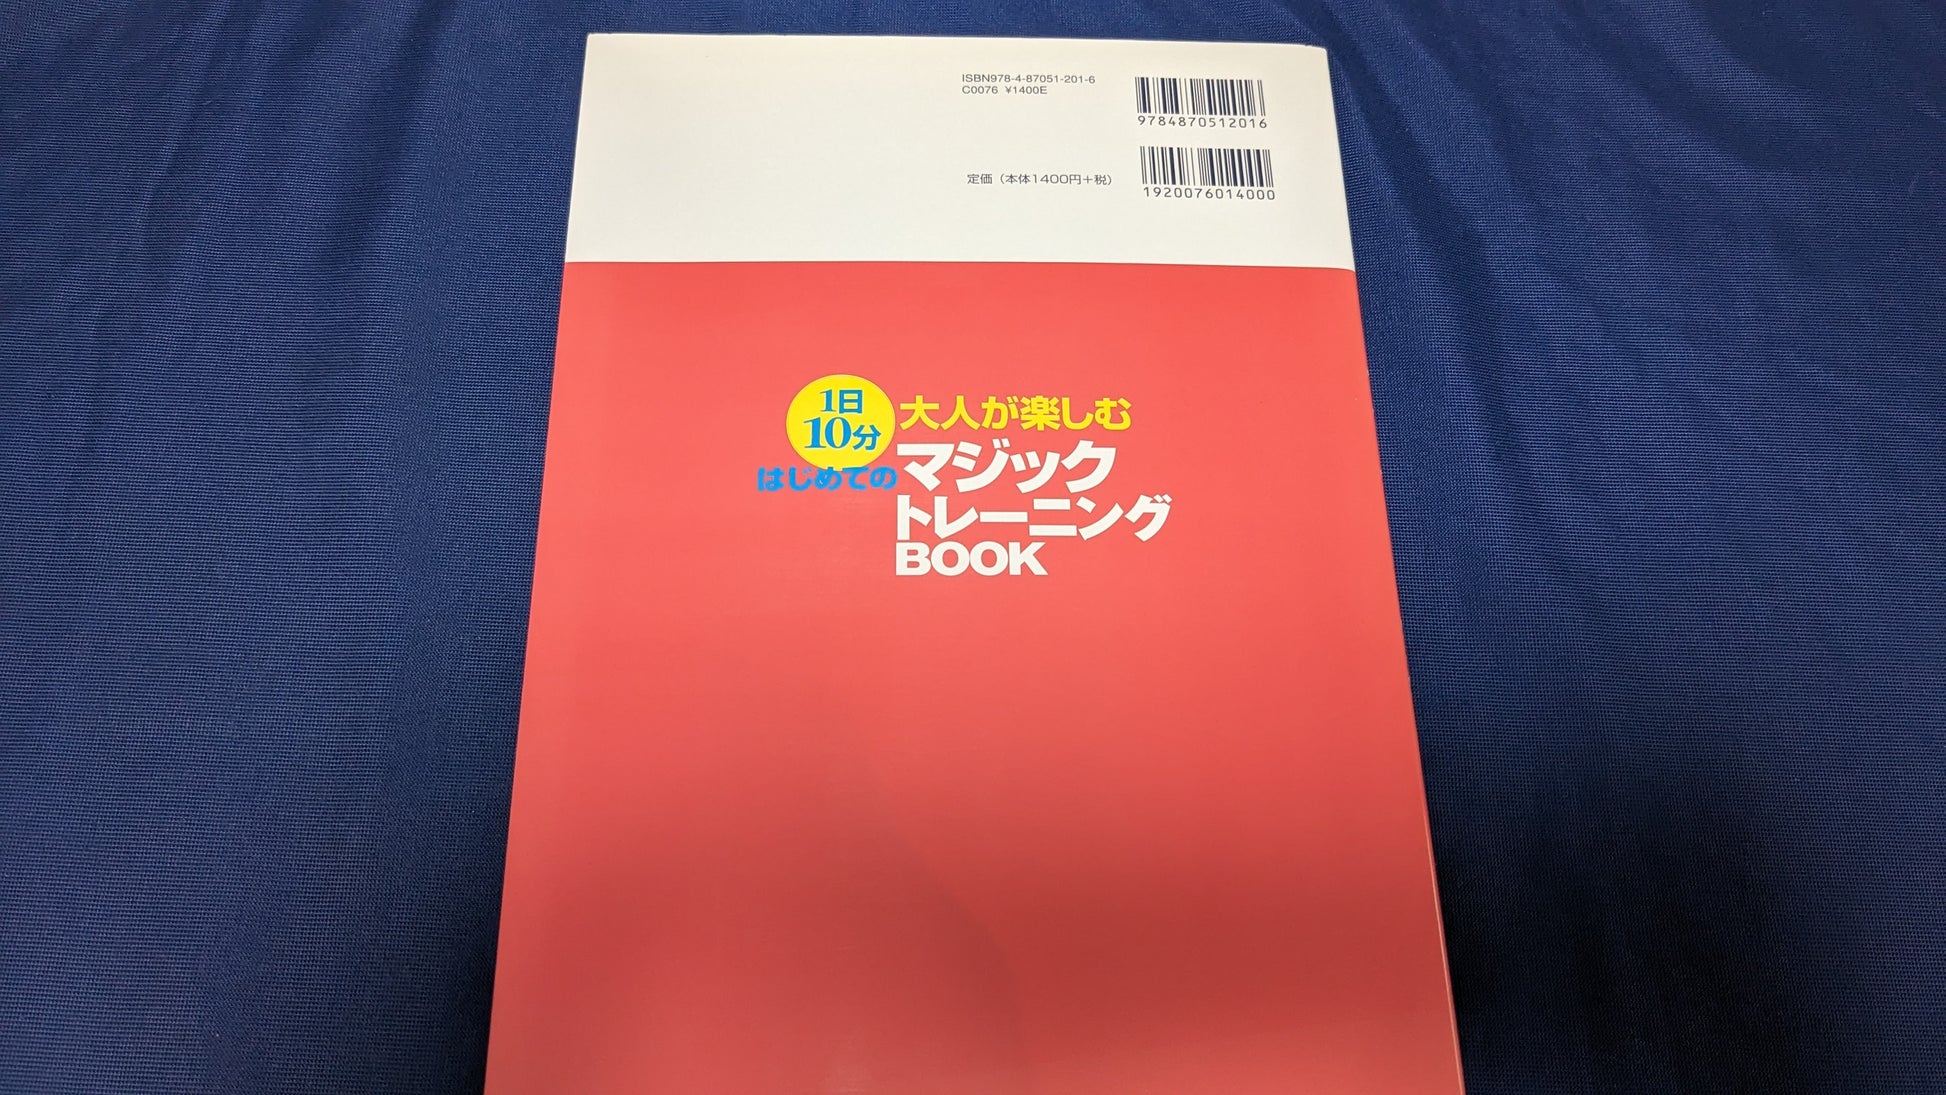 ISBN978-4-87051-201-6
C0076 ¥1400E
9784870512016
定価（本体1400円＋税）
1920076014000
1日
10分
はじめての
大人が楽しむ
マジック
トレーニング
BOOK